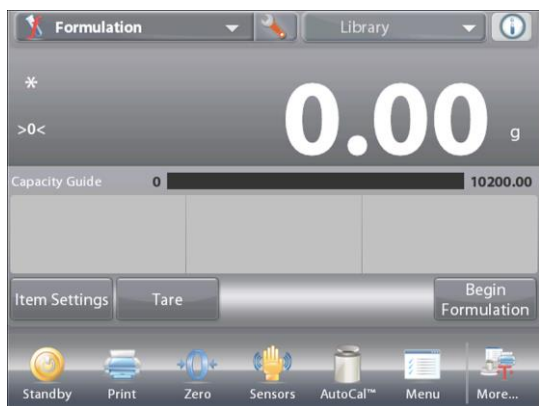 Formulation
Library
*
>0<
0.00 g
Capacity Guide 0 10200.00
Item Settings
Tare
Begin
Formulation
Standby
Print
Zero
Sensors
AutoCal™
Menu
More...